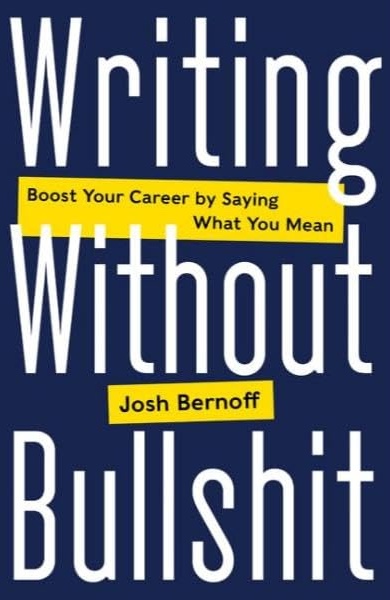 Writing
Boost Your Career by Saying
What You Mean
Without
Josh Bernoff
Bullshit